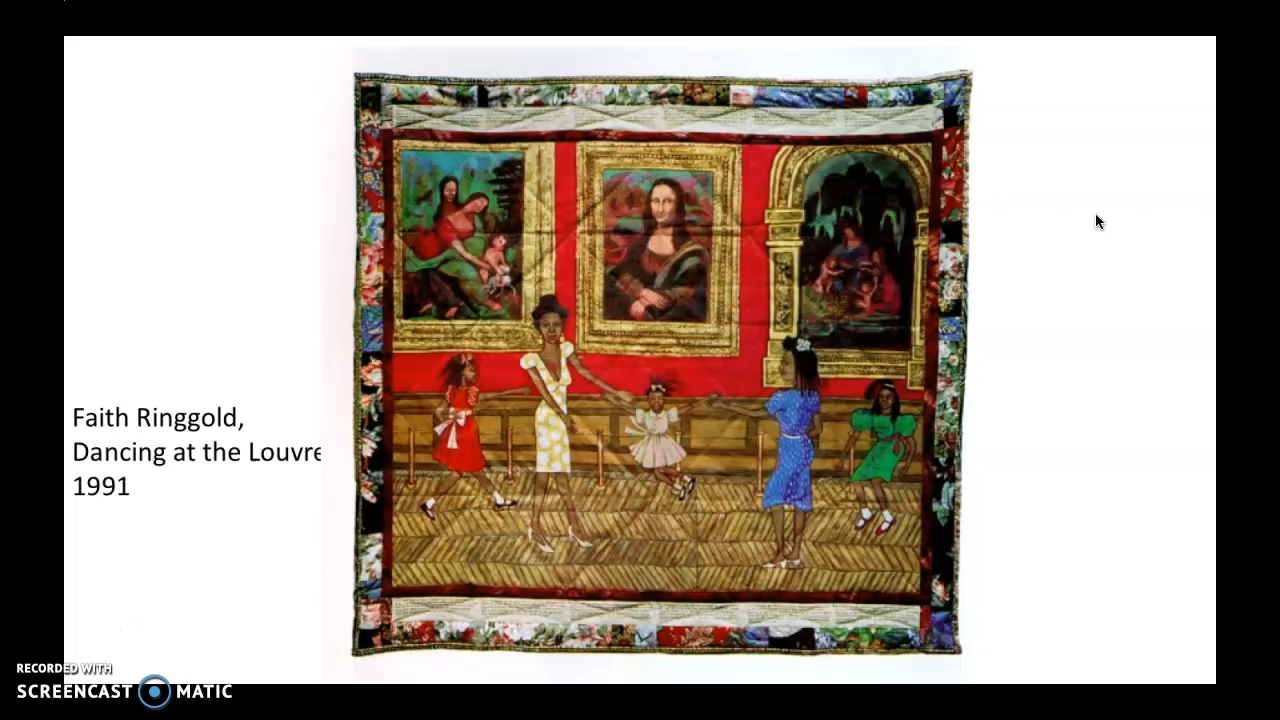 Faith Ringgold,
Dancing at the Louvre
1991
RECORDED WITH
SCREENCAST MATIC